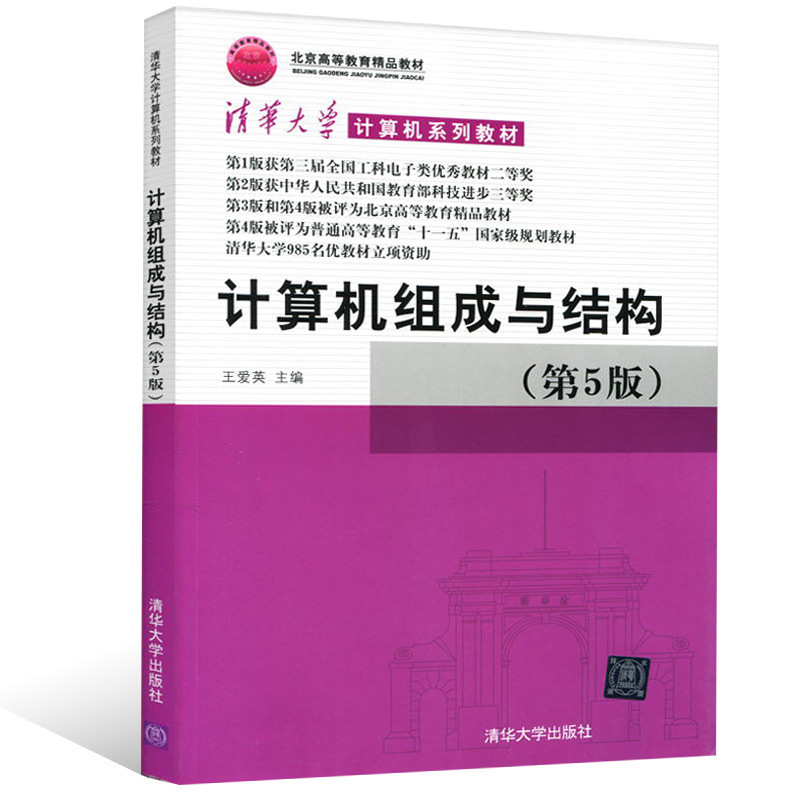 北京高等教育精品教材
BEIJING GAODENG JIAOYU JINGPIN JIAOCAI
清华大学 计算机系列教材
第1版获第三届全国工科电子类优秀教材二等奖
第2版获中华人民共和国教育部科技进步三等奖
第3版和第4版被评为北京高等教育精品教材
第4版被评为普通高等教育“十一五”国家级规划教材
清华大学985名优教材立项资助
计算机组成与结构
（第5版）
王爱英 主编
清华大学出版社
清华大学计算机系列教材
计算机组成与结构（第5版）
清华大学出版社